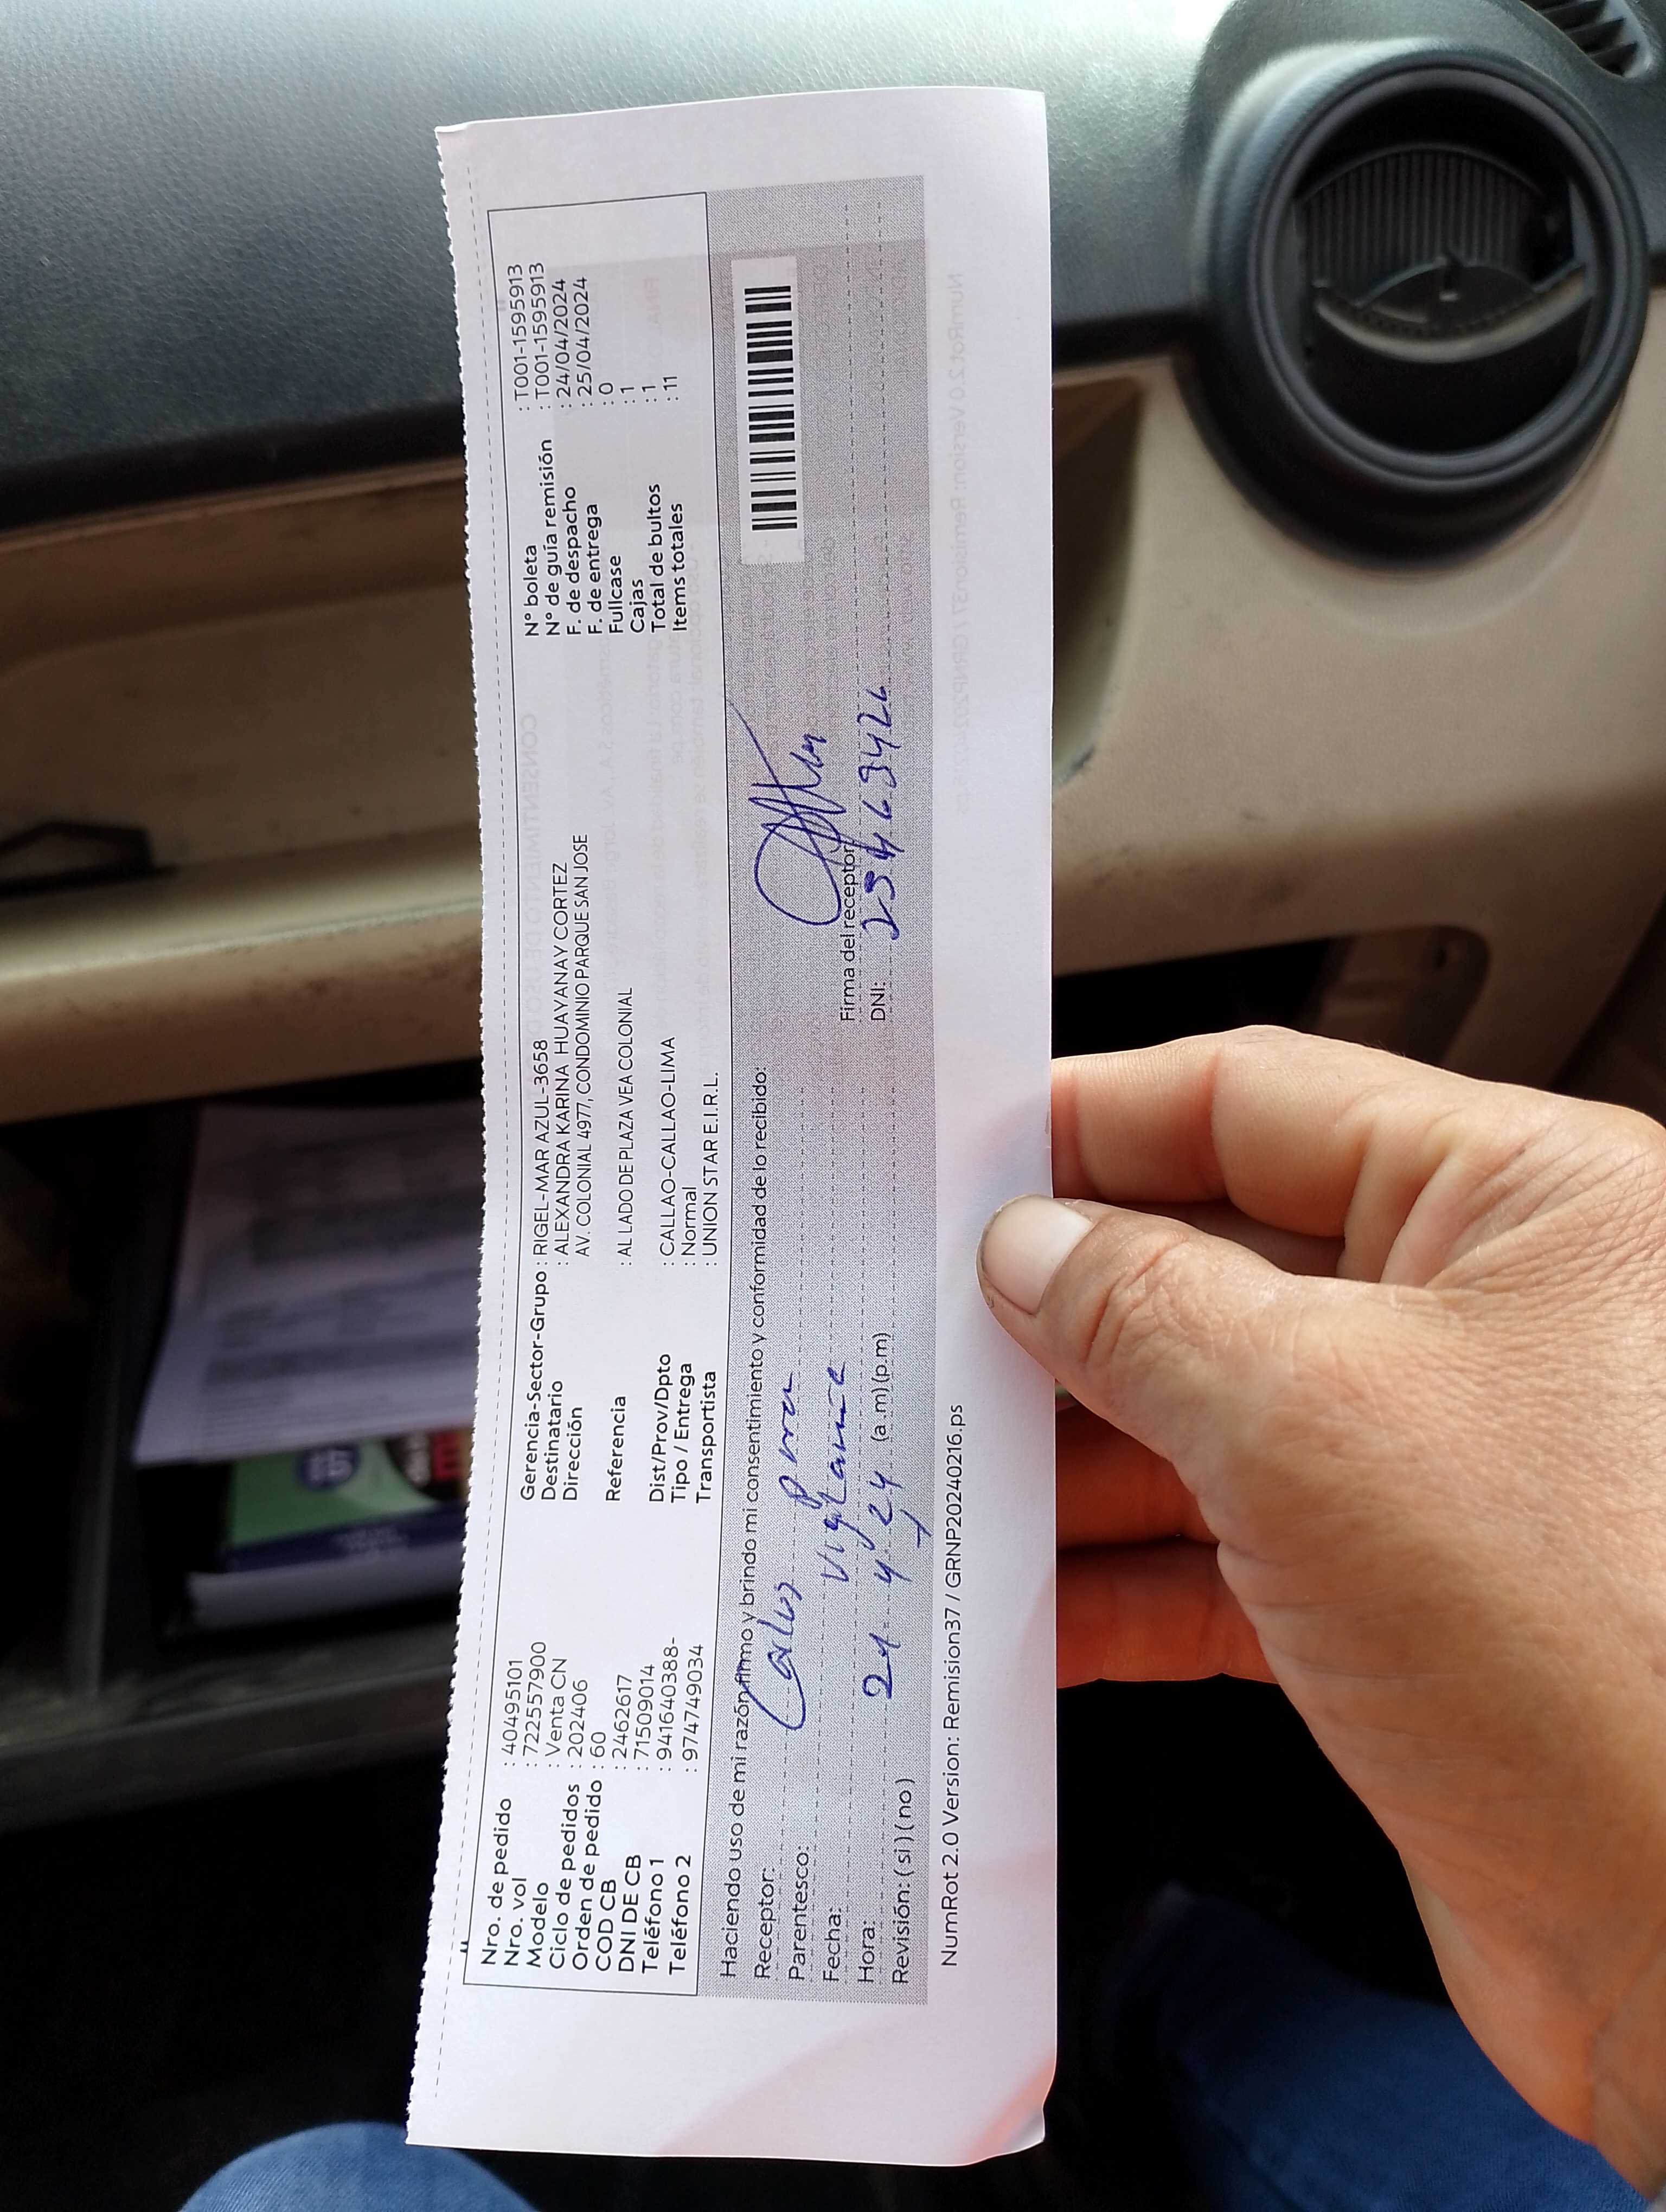 Nro. de pedido : 40495101
Nro. vol : 722557900
Modelo : Venta CN
Ciclo de pedidos : 202406
Orden de pedido : 60
COD CB : 2462617
DNI DE CB : 71509014
Teléfono 1 : 941640388-
Teléfono 2 : 974749034
Gerencia-Sector-Grupo : RIGEL-MAR AZUL-3658
Destinatario : ALEXANDRA KARINA HUAYANAY CORTEZ
Dirección AV. COLONIAL 4977, CONDOMINIO PARQUE SAN JOSE
Referencia : AL LADO DE PLAZA VEA COLONIAL
Dist/Prov/Dpto : CALLAO-CALLAO-LIMA
Tipo / Entrega : Normal
Transportista : UNION STAR E.I.R.L.
N° boleta : T001-1595913
N° de guía remisión : T001-1595913
F. de despacho : 24/04/2024
F. de entrega : 25/04/2024
Fullcase : 0
Cajas : 1
Total de bultos : 1
Items totales : 11
Haciendo uso de mi razón firmo y brindo mi consentimiento y conformidad de lo recibido:
Receptor: Carlos
Parentesco: Vigilante
Fecha: 24 4 24
Hora: (a.m) (p.m)
Revisión: ( si ) ( no )
Firma del receptor
DNI: 25463426
NumRot 2.0 Version: Remision37 / GRNP20240216.ps